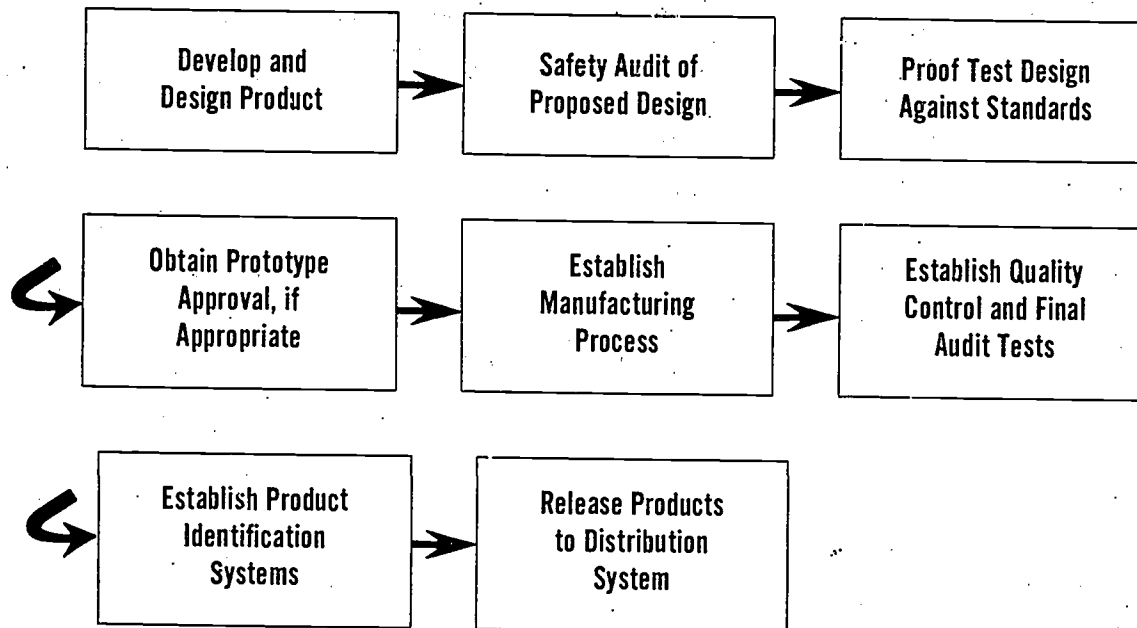 Develop and
Design Product
Safety Audit of
Proposed Design
Proof Test Design
Against Standards
Obtain Prototype
Approval, if
Appropriate
Establish
Manufacturing
Process
Establish Quality
Control and Final
Audit Tests
Establish Product
Identification
Systems
Release Products
to Distribution
System